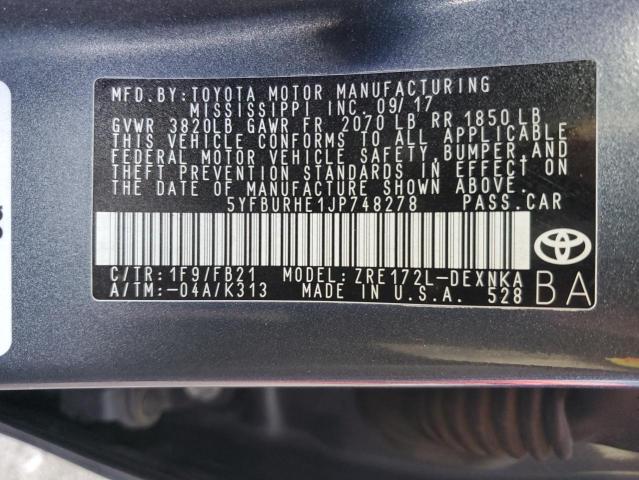 MFD.BY:TOYOTA MOTOR MANUFACTURING
MISSISSIPPI INC. 09/17
GVWR 3820LB GAWR FR 2070 LB RR 1850 LB
THIS VEHICLE CONFORMS TO ALL APPLICABLE
FEDERAL MOTOR VEHICLE SAFETY, BUMPER, AND
THEFT PREVENTION STANDARDS IN EFFECT ON
THE DATE OF MANUFACTURE SHOWN ABOVE.
5YFBURHE1JP748278 PASS.CAR
C/TR:1F9/FB21 MODEL:ZRE172L-DEXNKA
A/TM:-04A/K313 MADE IN U.S.A. 528
BA